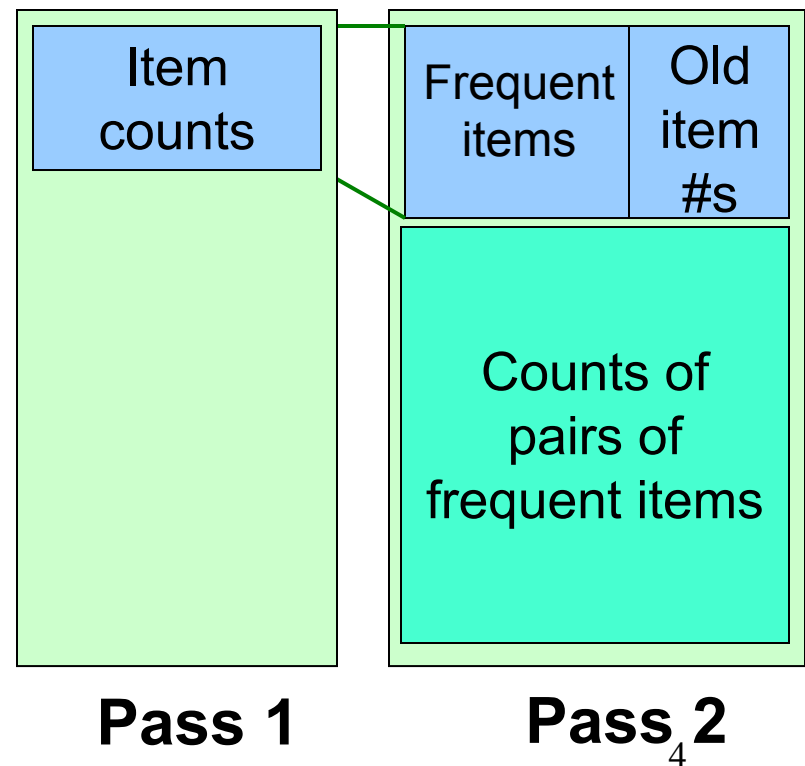 Item
counts
Frequent
items
Old
item
#s
Counts of
pairs of
frequent items
Pass 1
Pass 2
4